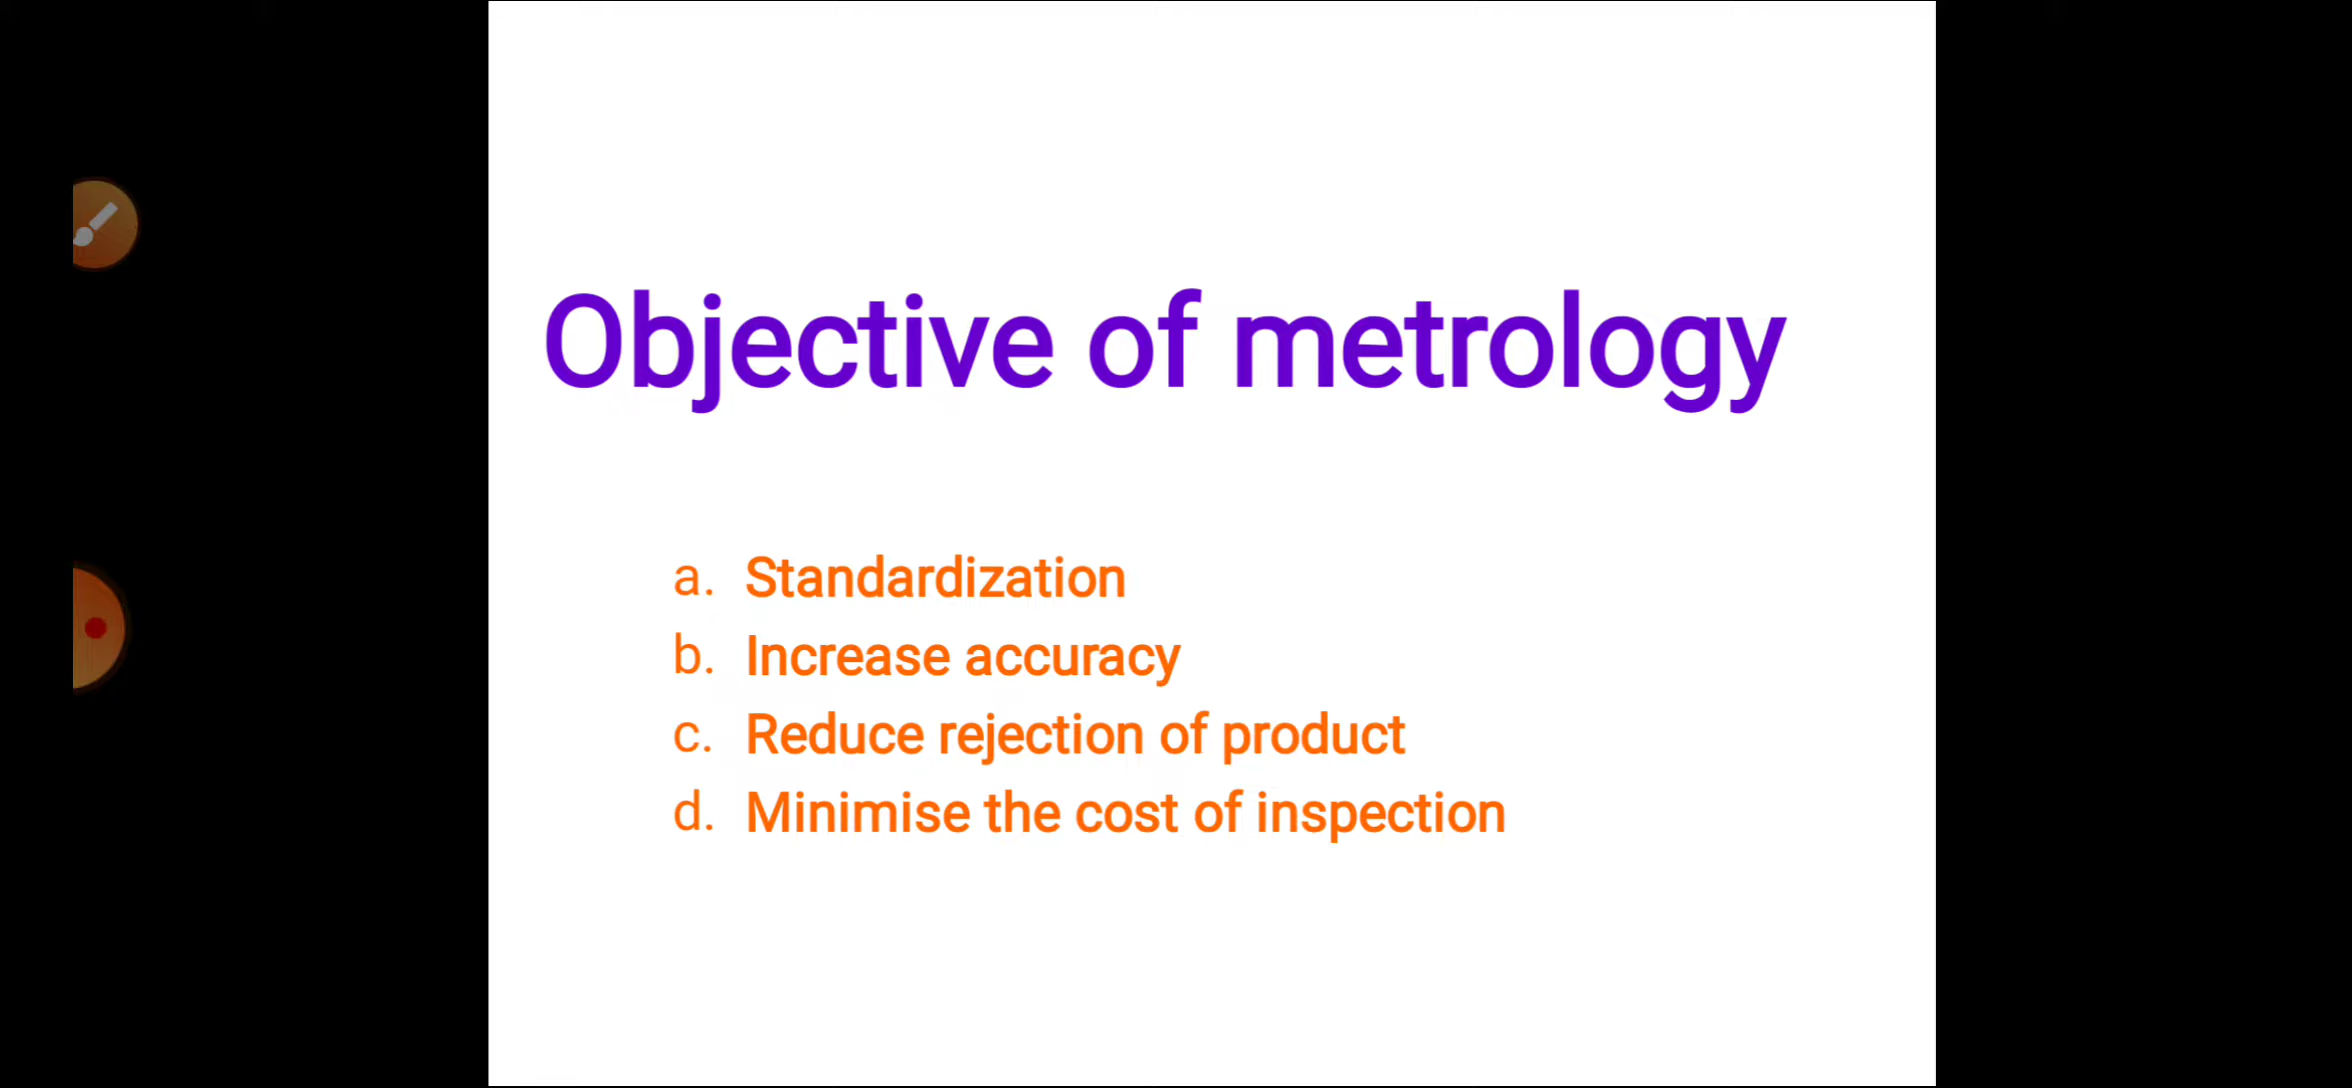 Objective of metrology
a. Standardization
b. Increase accuracy
c. Reduce rejection of product
d. Minimise the cost of inspection